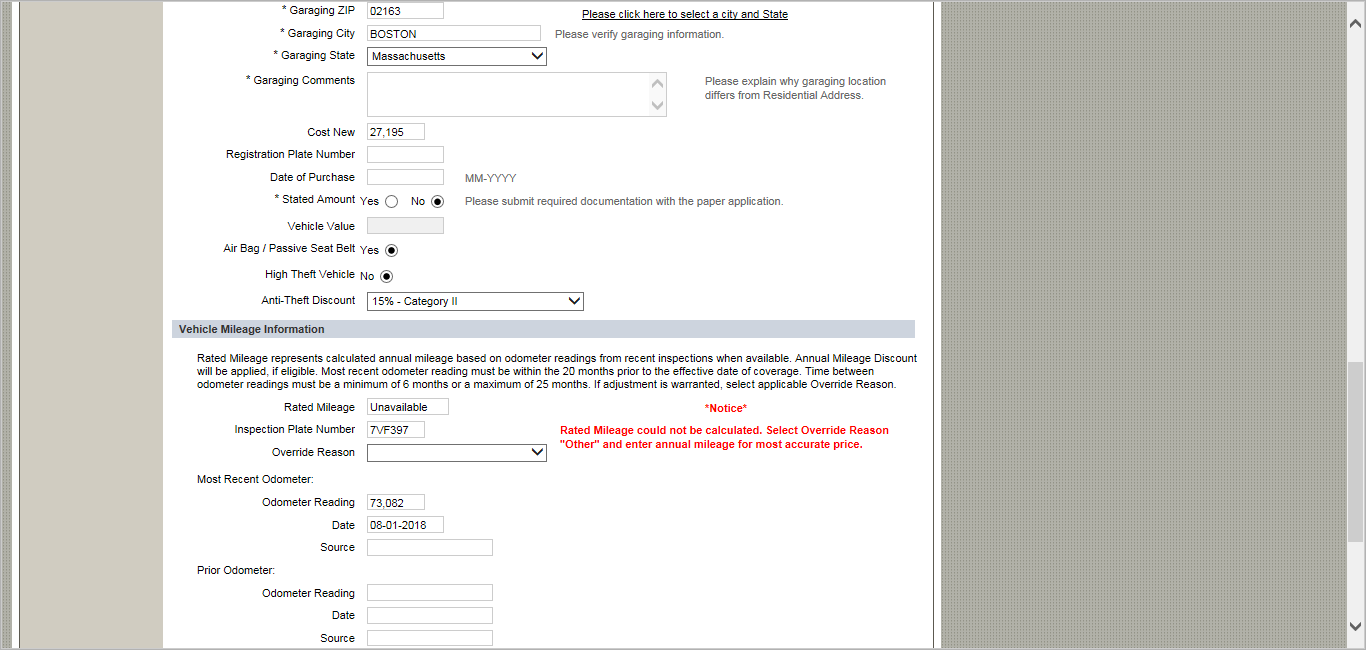 * Garaging ZIP 02163 Please click here to select a city and State
* Garaging City BOSTON Please verify garaging information.
* Garaging State Massachusetts
* Garaging Comments Please explain why garaging location
differs from Residential Address.
Cost New 27,195
Registration Plate Number
Date of Purchase MM-YYYY
* Stated Amount Yes No Please submit required documentation with the paper application.
Vehicle Value
Air Bag / Passive Seat Belt Yes
High Theft Vehicle No
Anti-Theft Discount 15% - Category II
Vehicle Mileage Information
Rated Mileage represents calculated annual mileage based on odometer readings from recent inspections when available. Annual Mileage Discount
will be applied, if eligible. Most recent odometer reading must be within the 20 months prior to the effective date of coverage. Time between
odometer readings must be a minimum of 6 months or a maximum of 25 months. If adjustment is warranted, select applicable Override Reason.
Rated Mileage Unavailable *Notice*
Inspection Plate Number 7VF397 Rated Mileage could not be calculated. Select Override Reason
"Other" and enter annual mileage for most accurate price.
Override Reason
Most Recent Odometer:
Odometer Reading 73,082
Date 08-01-2018
Source
Prior Odometer:
Odometer Reading
Date
Source